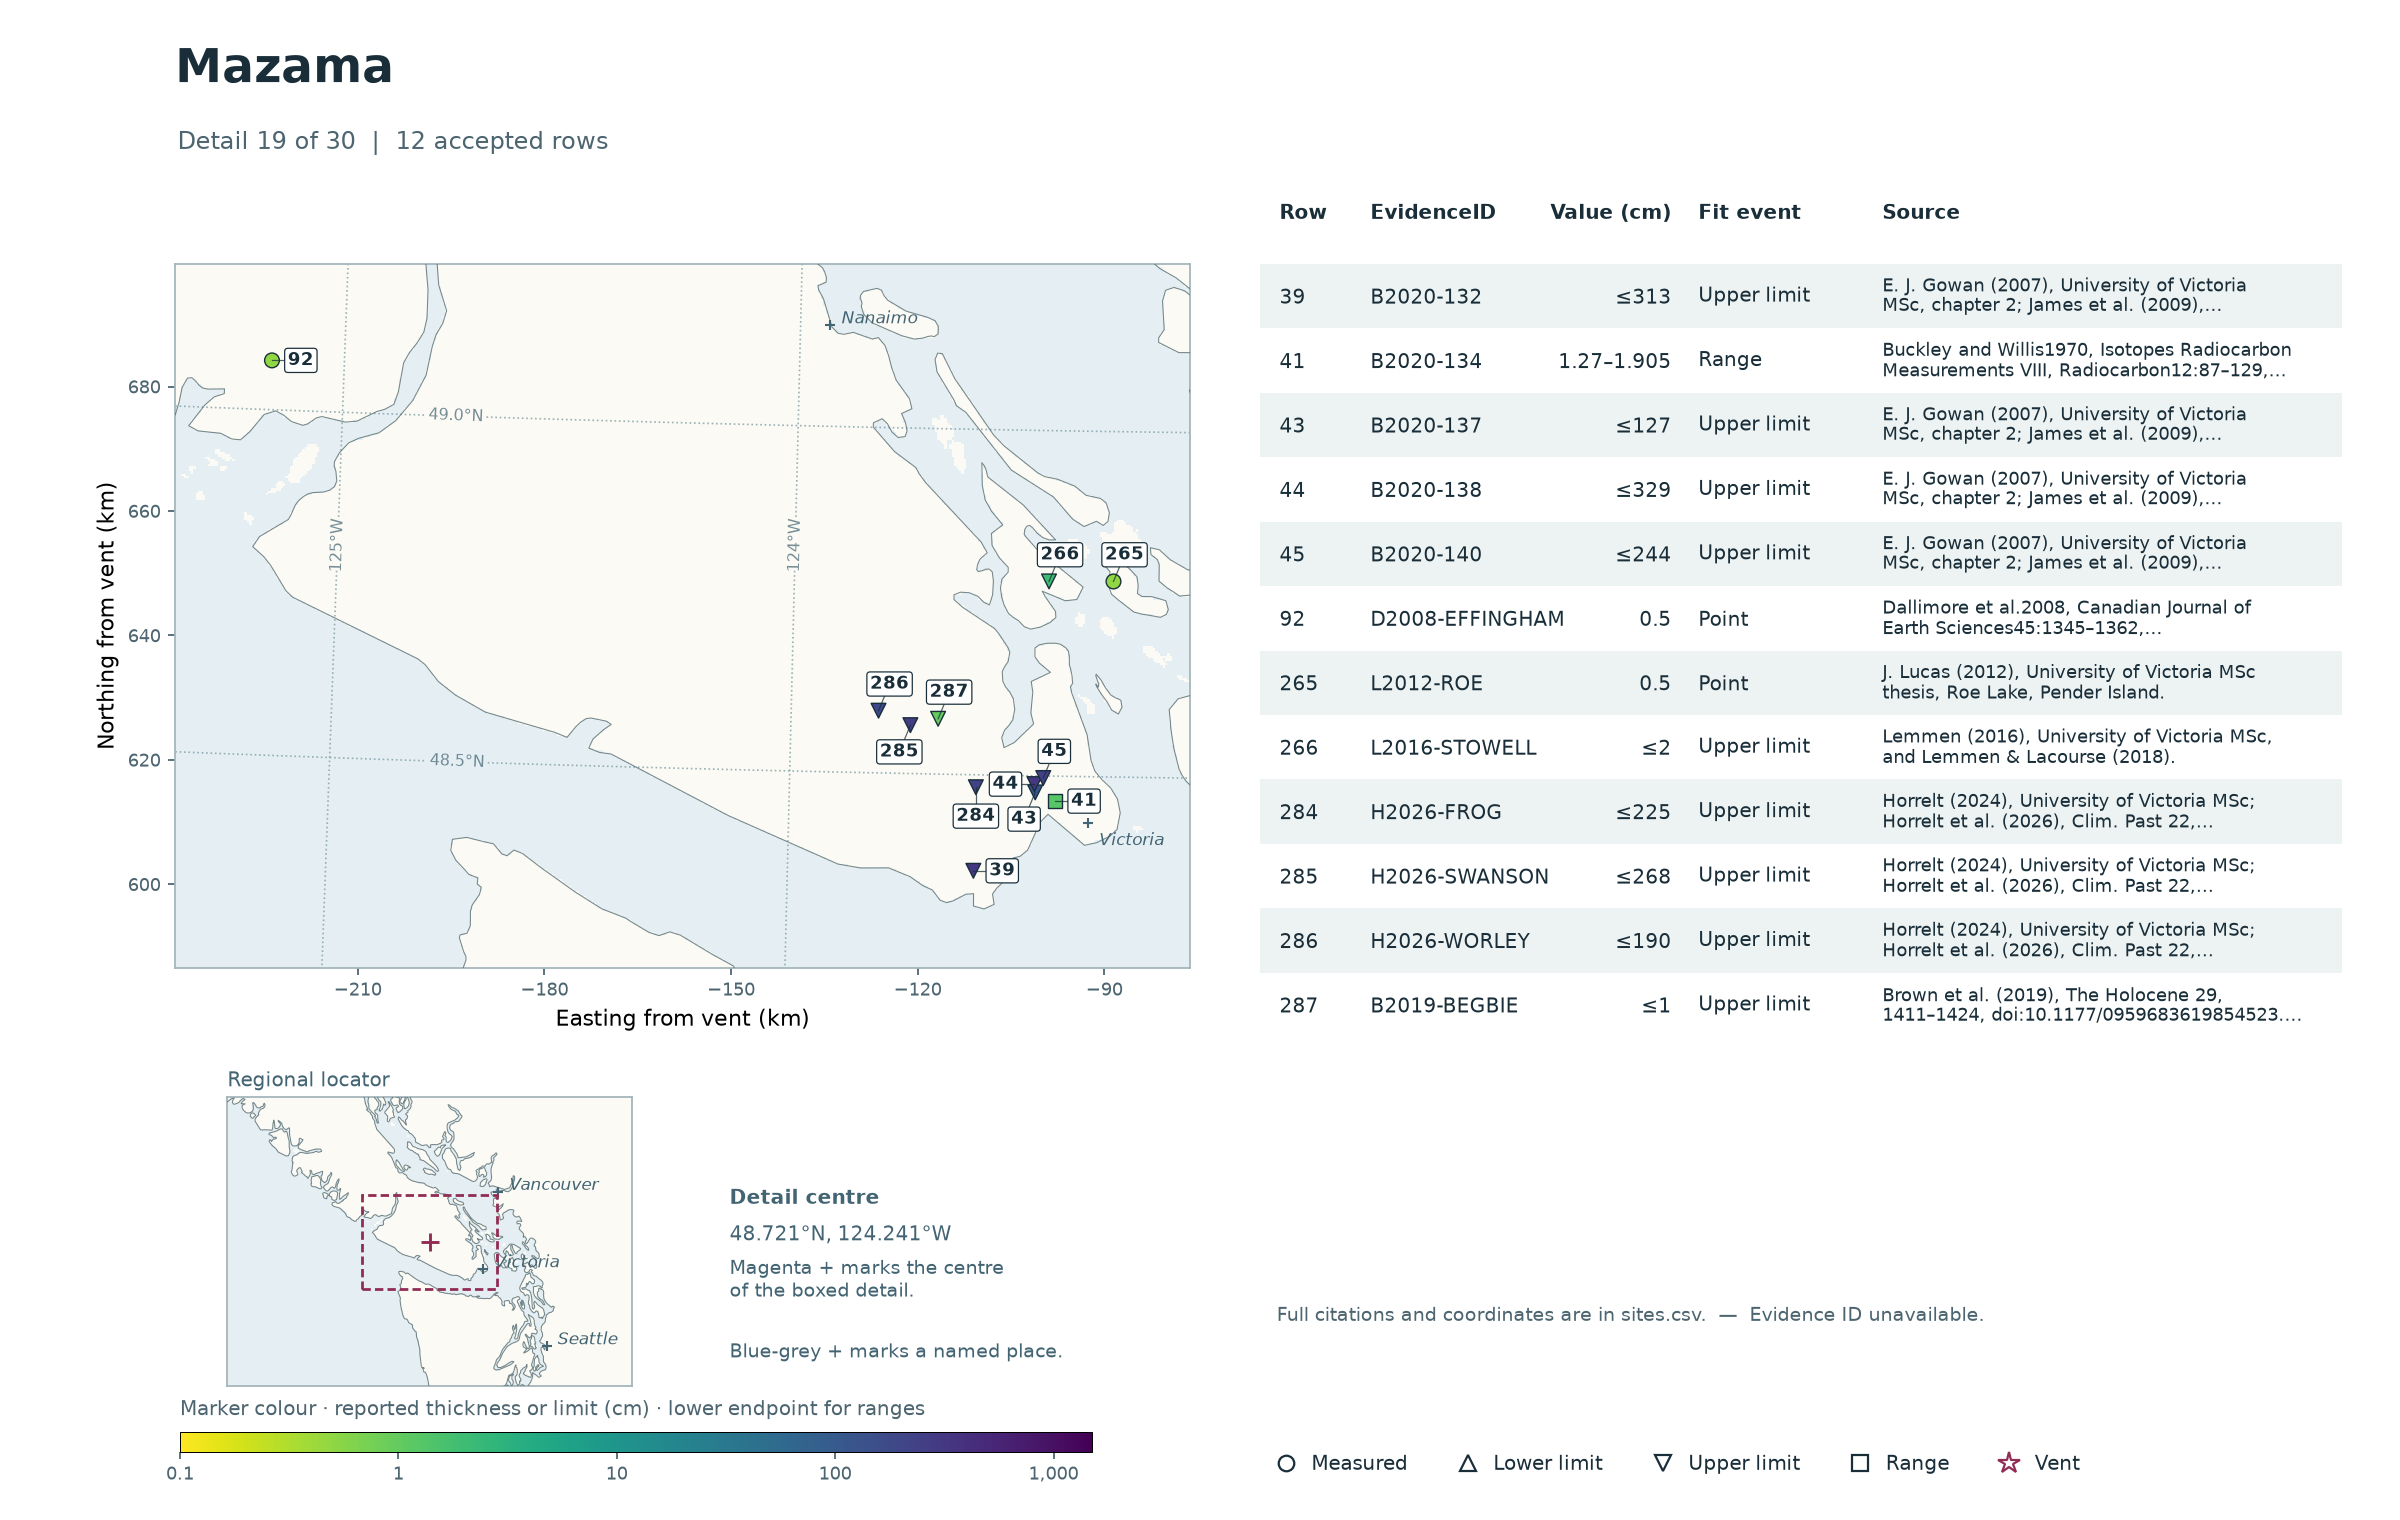 Mazama
Detail 19 of 30 | 12 accepted rows
Row EvidenceID Value (cm) Fit event Source
39 B2020-132 ≤313 Upper limit E. J. Gowan (2007), University of Victoria
MSc, chapter 2; James et al. (2009),...
41 B2020-134 1.27–1.905 Range Buckley and Willis1970, Isotopes Radiocarbon
Measurements VIII, Radiocarbon12:87–129,...
43 B2020-137 ≤127 Upper limit E. J. Gowan (2007), University of Victoria
MSc, chapter 2; James et al. (2009),...
44 B2020-138 ≤329 Upper limit E. J. Gowan (2007), University of Victoria
MSc, chapter 2; James et al. (2009),...
45 B2020-140 ≤244 Upper limit E. J. Gowan (2007), University of Victoria
MSc, chapter 2; James et al. (2009),...
92 D2008-EFFINGHAM 0.5 Point Dallimore et al.2008, Canadian Journal of
Earth Sciences45:1345–1362,...
265 L2012-ROE 0.5 Point J. Lucas (2012), University of Victoria MSc
thesis, Roe Lake, Pender Island.
266 L2016-STOWELL ≤2 Upper limit Lemmen (2016), University of Victoria MSc,
and Lemmen & Lacourse (2018).
284 H2026-FROG ≤225 Upper limit Horrelt (2024), University of Victoria MSc;
Horrelt et al. (2026), Clim. Past 22,...
285 H2026-SWANSON ≤268 Upper limit Horrelt (2024), University of Victoria MSc;
Horrelt et al. (2026), Clim. Past 22,...
286 H2026-WORLEY ≤190 Upper limit Horrelt (2024), University of Victoria MSc;
Horrelt et al. (2026), Clim. Past 22,...
287 B2019-BEGBIE ≤1 Upper limit Brown et al. (2019), The Holocene 29,
1411–1424, doi:10.1177/0959683619854523....
Northing from vent (km)
680
660
640
620
600
Nanaimo
92
49.0°N
125°W
124°W
266
265
286
287
285
48.5°N
45
44
41
284
43
Victoria
39
−210
−180
−150
−120
−90
Easting from vent (km)
Regional locator
Vancouver
Victoria
Seattle
Detail centre
48.721°N, 124.241°W
Magenta + marks the centre
of the boxed detail.
Blue-grey + marks a named place.
Full citations and coordinates are in sites.csv. — Evidence ID unavailable.
Marker colour · reported thickness or limit (cm) · lower endpoint for ranges
0.1
1
10
100
1,000
Measured
Lower limit
Upper limit
Range
Vent